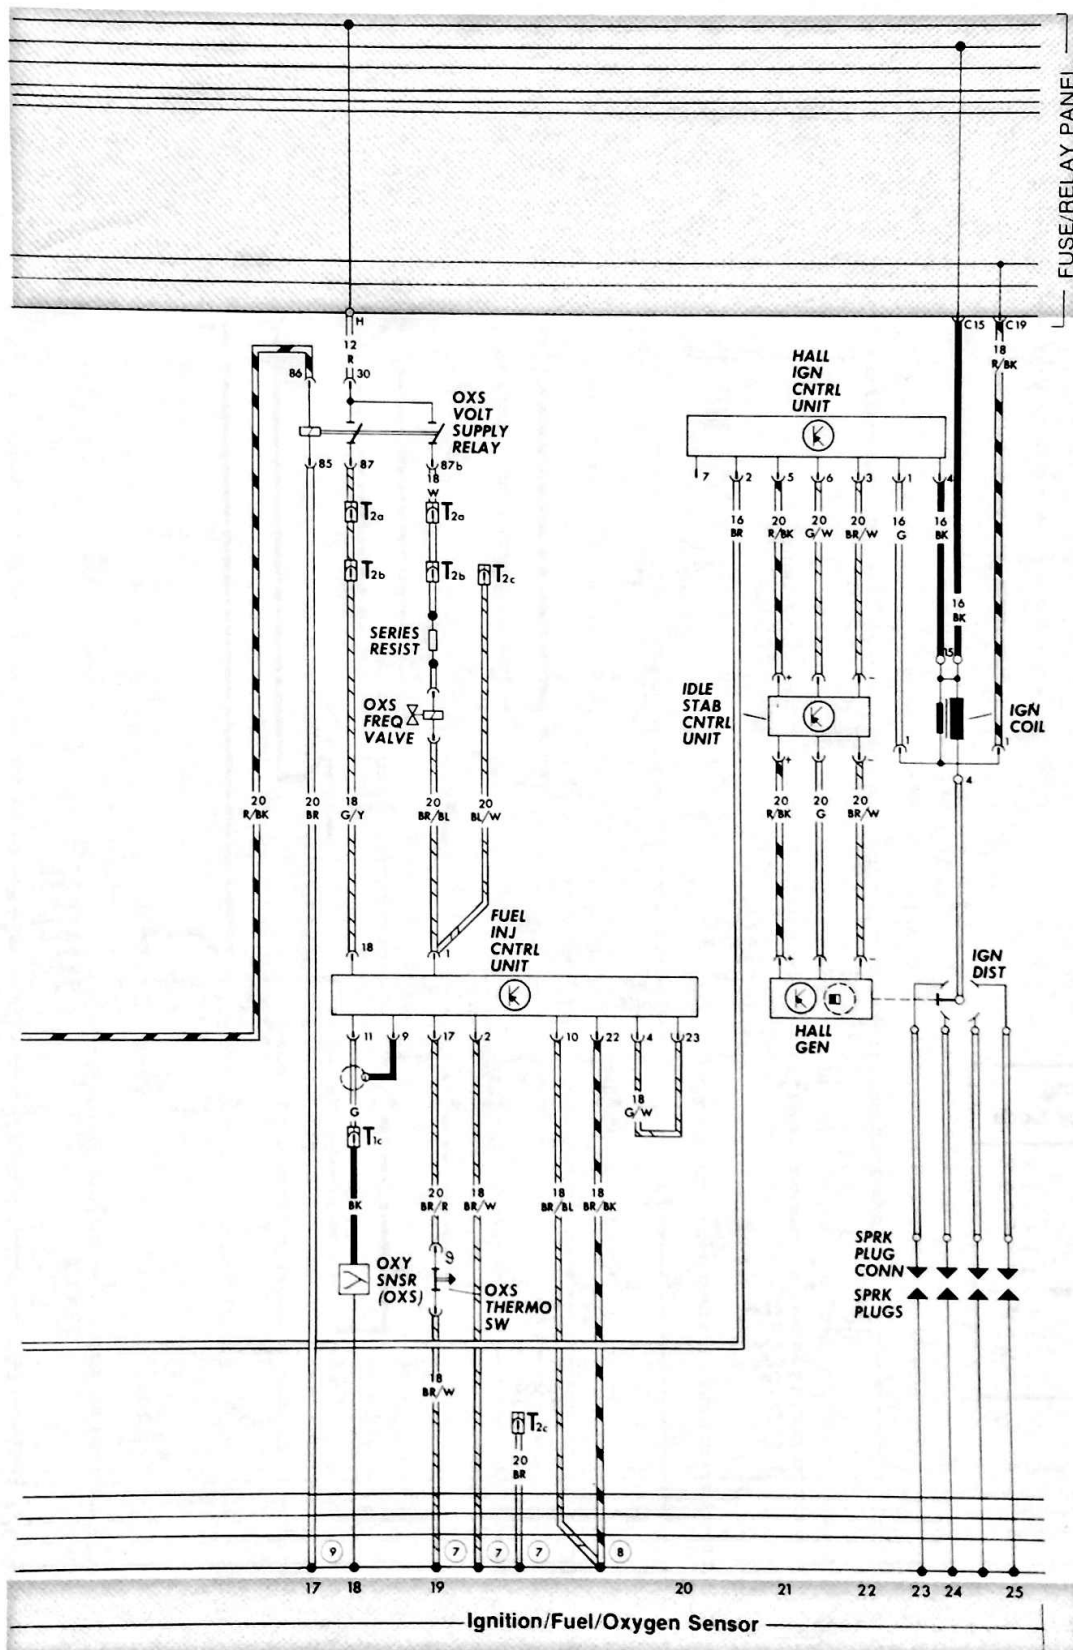 FUSE/RELAY PANEL
H
12
R
30
86
OXS
VOLT
SUPPLY
RELAY
85
87
87b
18
W
T2a
T2a
T2b
T2b
T2c
SERIES
RESIST
OXS
FREQ
VALVE
20
R/BK
20
BR
18
G/Y
20
BR/BL
20
BL/W
FUEL
INJ
CNTRL
UNIT
18
1
11
9
17
2
10
22
4
23
G
T1c
18
G/W
BK
20
BR/R
18
BR/W
18
BR/BL
18
BR/BK
OXY
SNSR
(OXS)
OXS
THERMO
SW
18
BR/W
T2c
20
BR
C15
C19
18
R/BK
HALL
IGN
CNTRL
UNIT
7
2
5
6
3
1
4
16
BR
20
R/BK
20
G/W
20
BR/W
16
G
16
BK
16
BK
15
+
-
IDLE
STAB
CNTRL
UNIT
IGN
COIL
1
1
+
-
4
20
R/BK
20
G
20
BR/W
+
-
IGN
DIST
HALL
GEN
SPRK
PLUG
CONN
SPRK
PLUGS
9
7
7
7
8
17
18
19
20
21
22
23
24
25
Ignition/Fuel/Oxygen Sensor